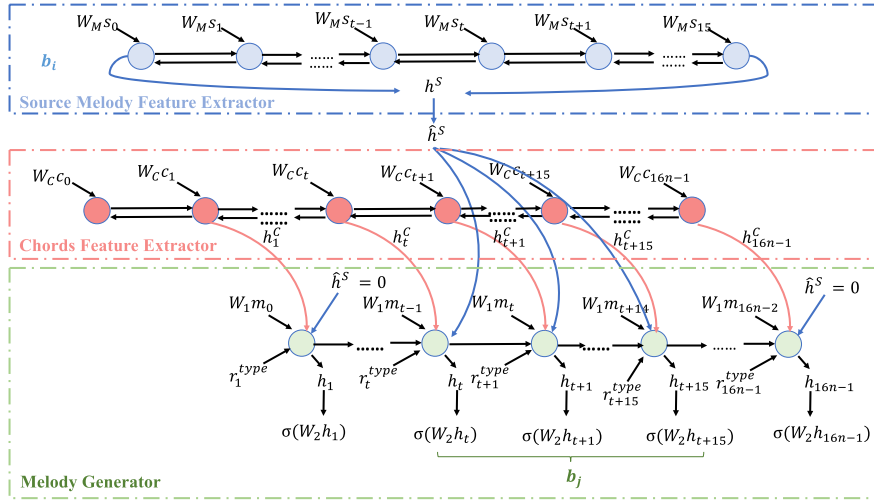 W_M s_0 W_M s_1 W_M s_{t−1} W_M s_t W_M s_{t+1} W_M s_{15}
b_i ...... ...... ......
h^S
Source Melody Feature Extractor
ĥ^S
W_C c_0 W_C c_1 W_C c_t W_C c_{t+1} W_C c_{t+15} W_C c_{16n−1}
...... ...... ......
h_1^C h_t^C h_{t+1}^C h_{t+15}^C h_{16n−1}^C
Chords Feature Extractor
ĥ^S = 0 ĥ^S = 0
W_1 m_0 W_1 m_{t−1} W_1 m_t W_1 m_{t+14} W_1 m_{16n−2}
...... ...... ......
r_1^{type} r_t^{type} r_{t+1}^{type} r_{t+15}^{type} r_{16n−1}^{type}
h_1 h_t h_{t+1} h_{t+15} h_{16n−1}
σ(W_2 h_1) σ(W_2 h_t) σ(W_2 h_{t+1}) σ(W_2 h_{t+15}) σ(W_2 h_{16n−1})
b_j
Melody Generator